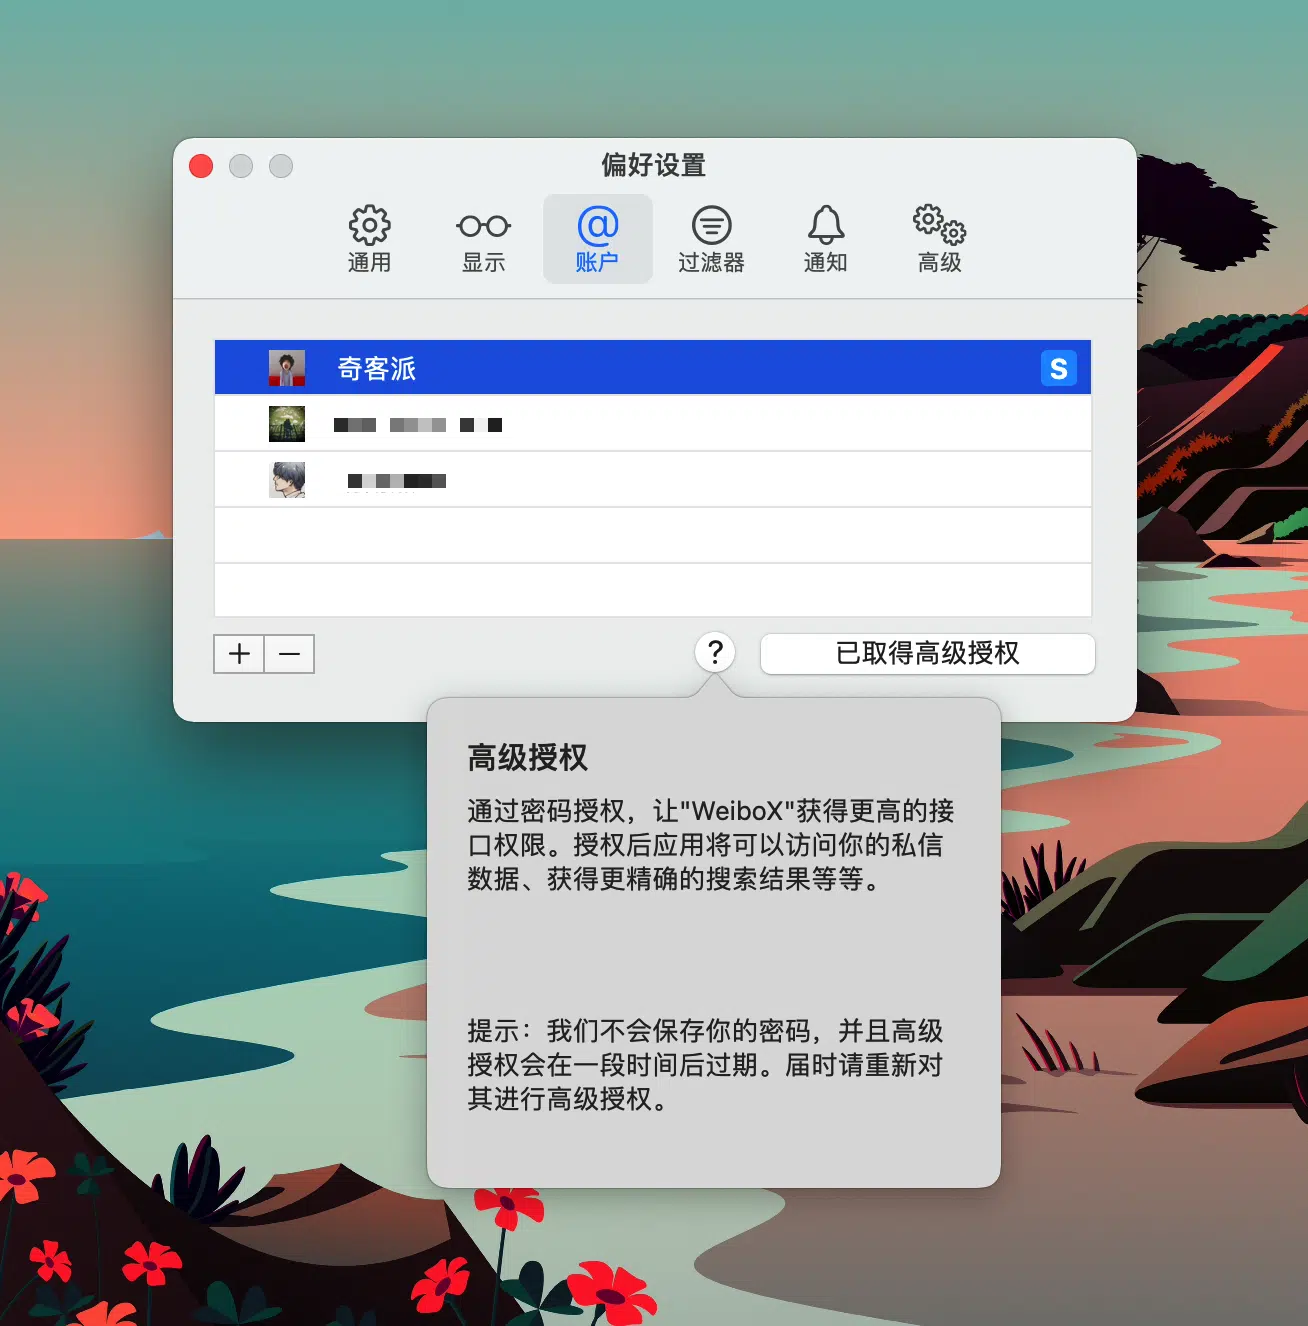 偏好设置
通用
显示
账户
过滤器
通知
高级
奇客派
S
?
已取得高级授权
高级授权
通过密码授权，让"WeiboX"获得更高的接
口权限。授权后应用将可以访问你的私信
数据、获得更精确的搜索结果等等。
提示：我们不会保存你的密码，并且高级
授权会在一段时间后过期。届时请重新对
其进行高级授权。